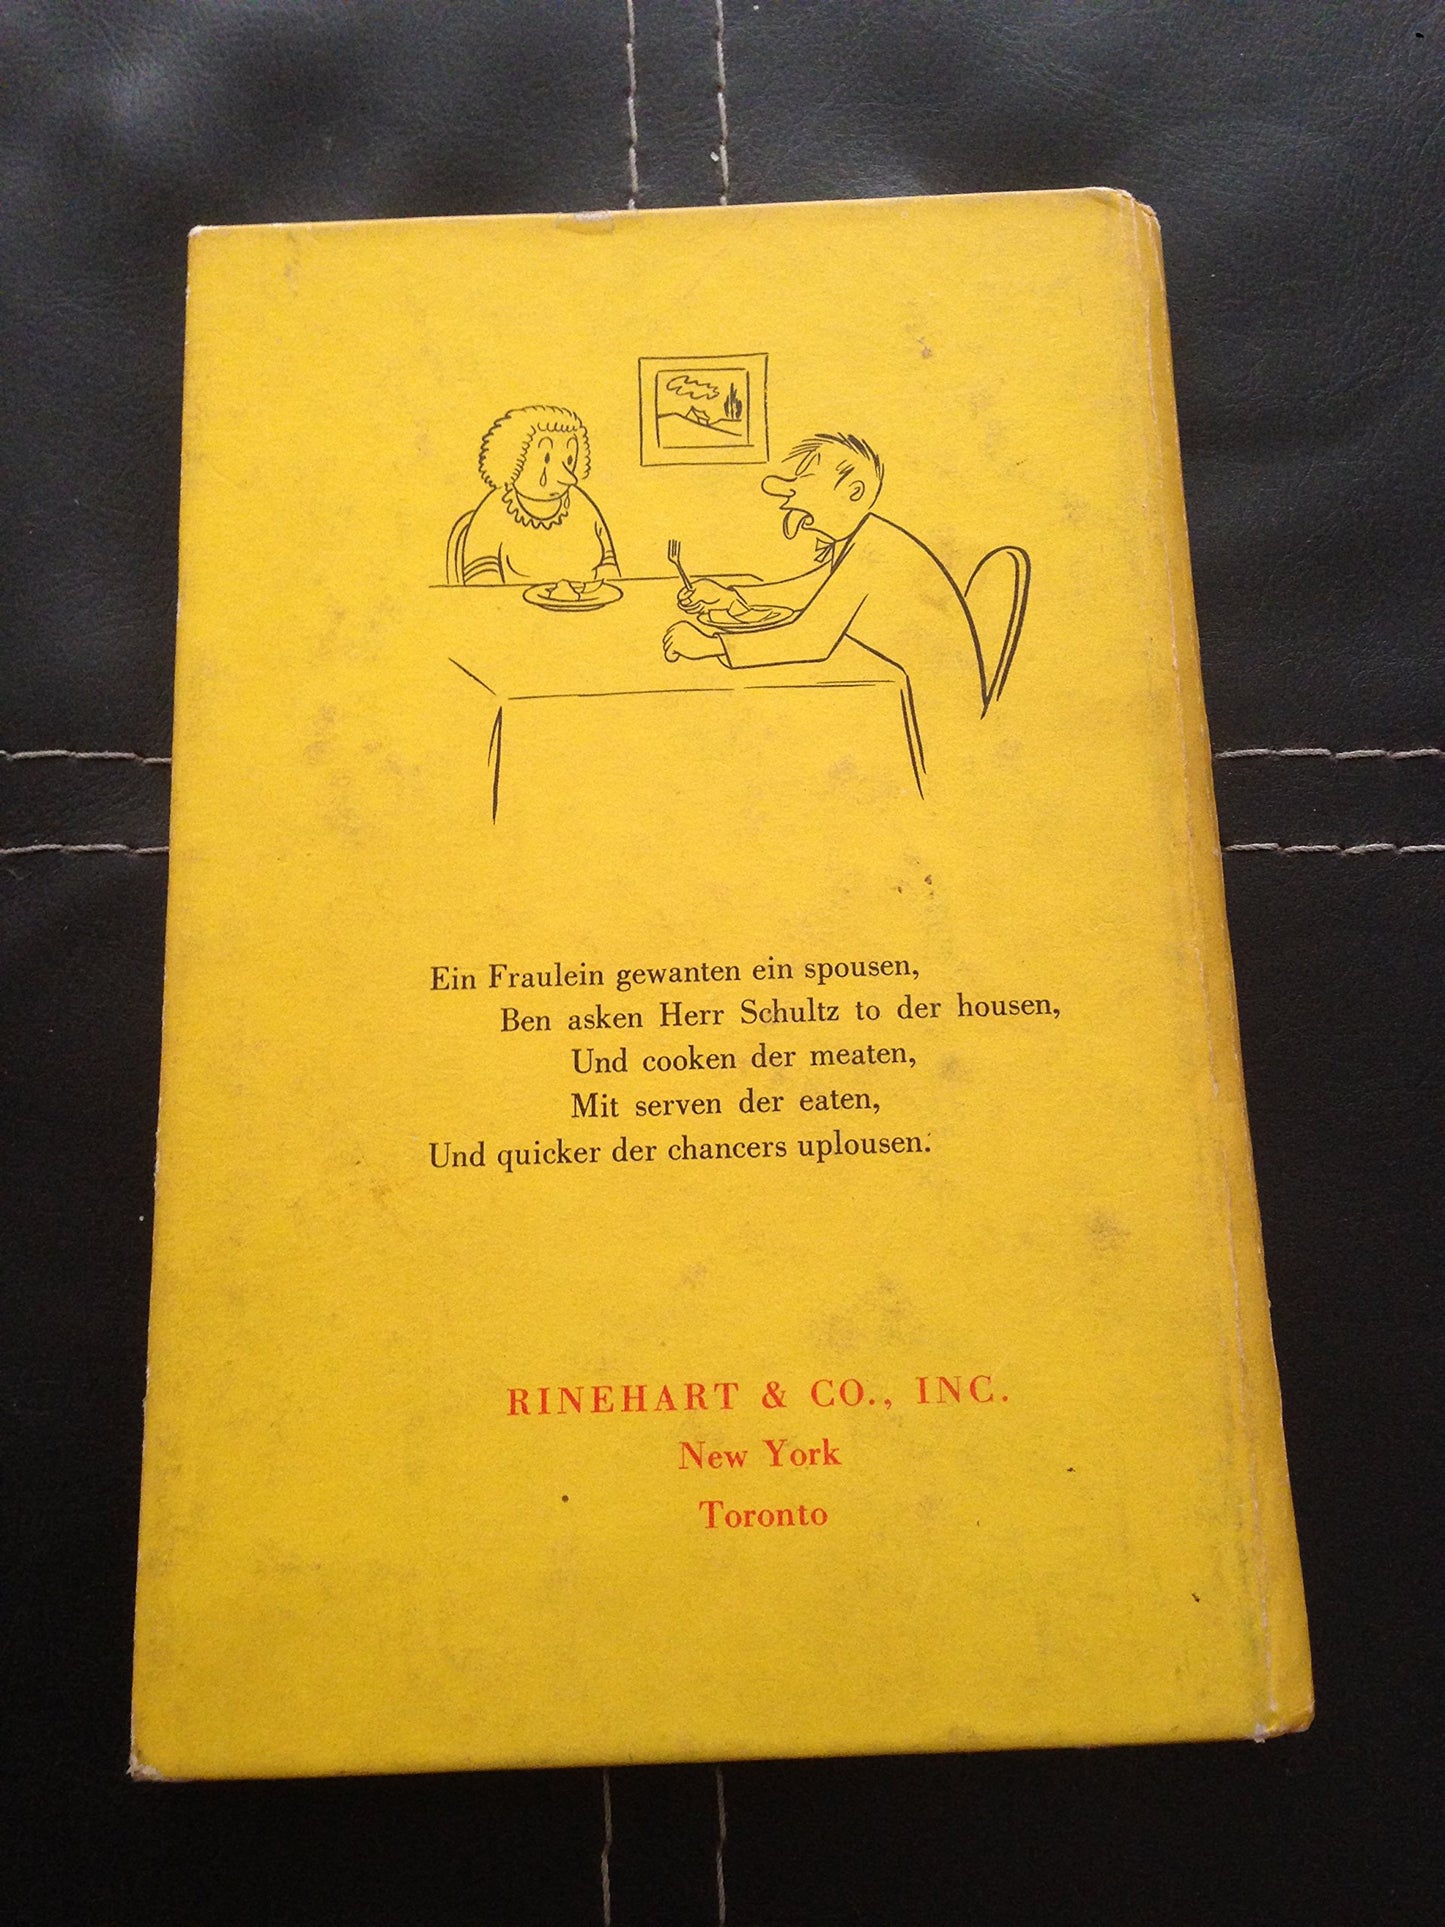 Ein Fraulein gewanten ein spousen,
Ben asken Herr Schultz to der housen,
Und cooken der meaten,
Mit serven der eaten,
Und quicker der chancers uplousen.
RINEHART & CO., INC.
New York
Toronto